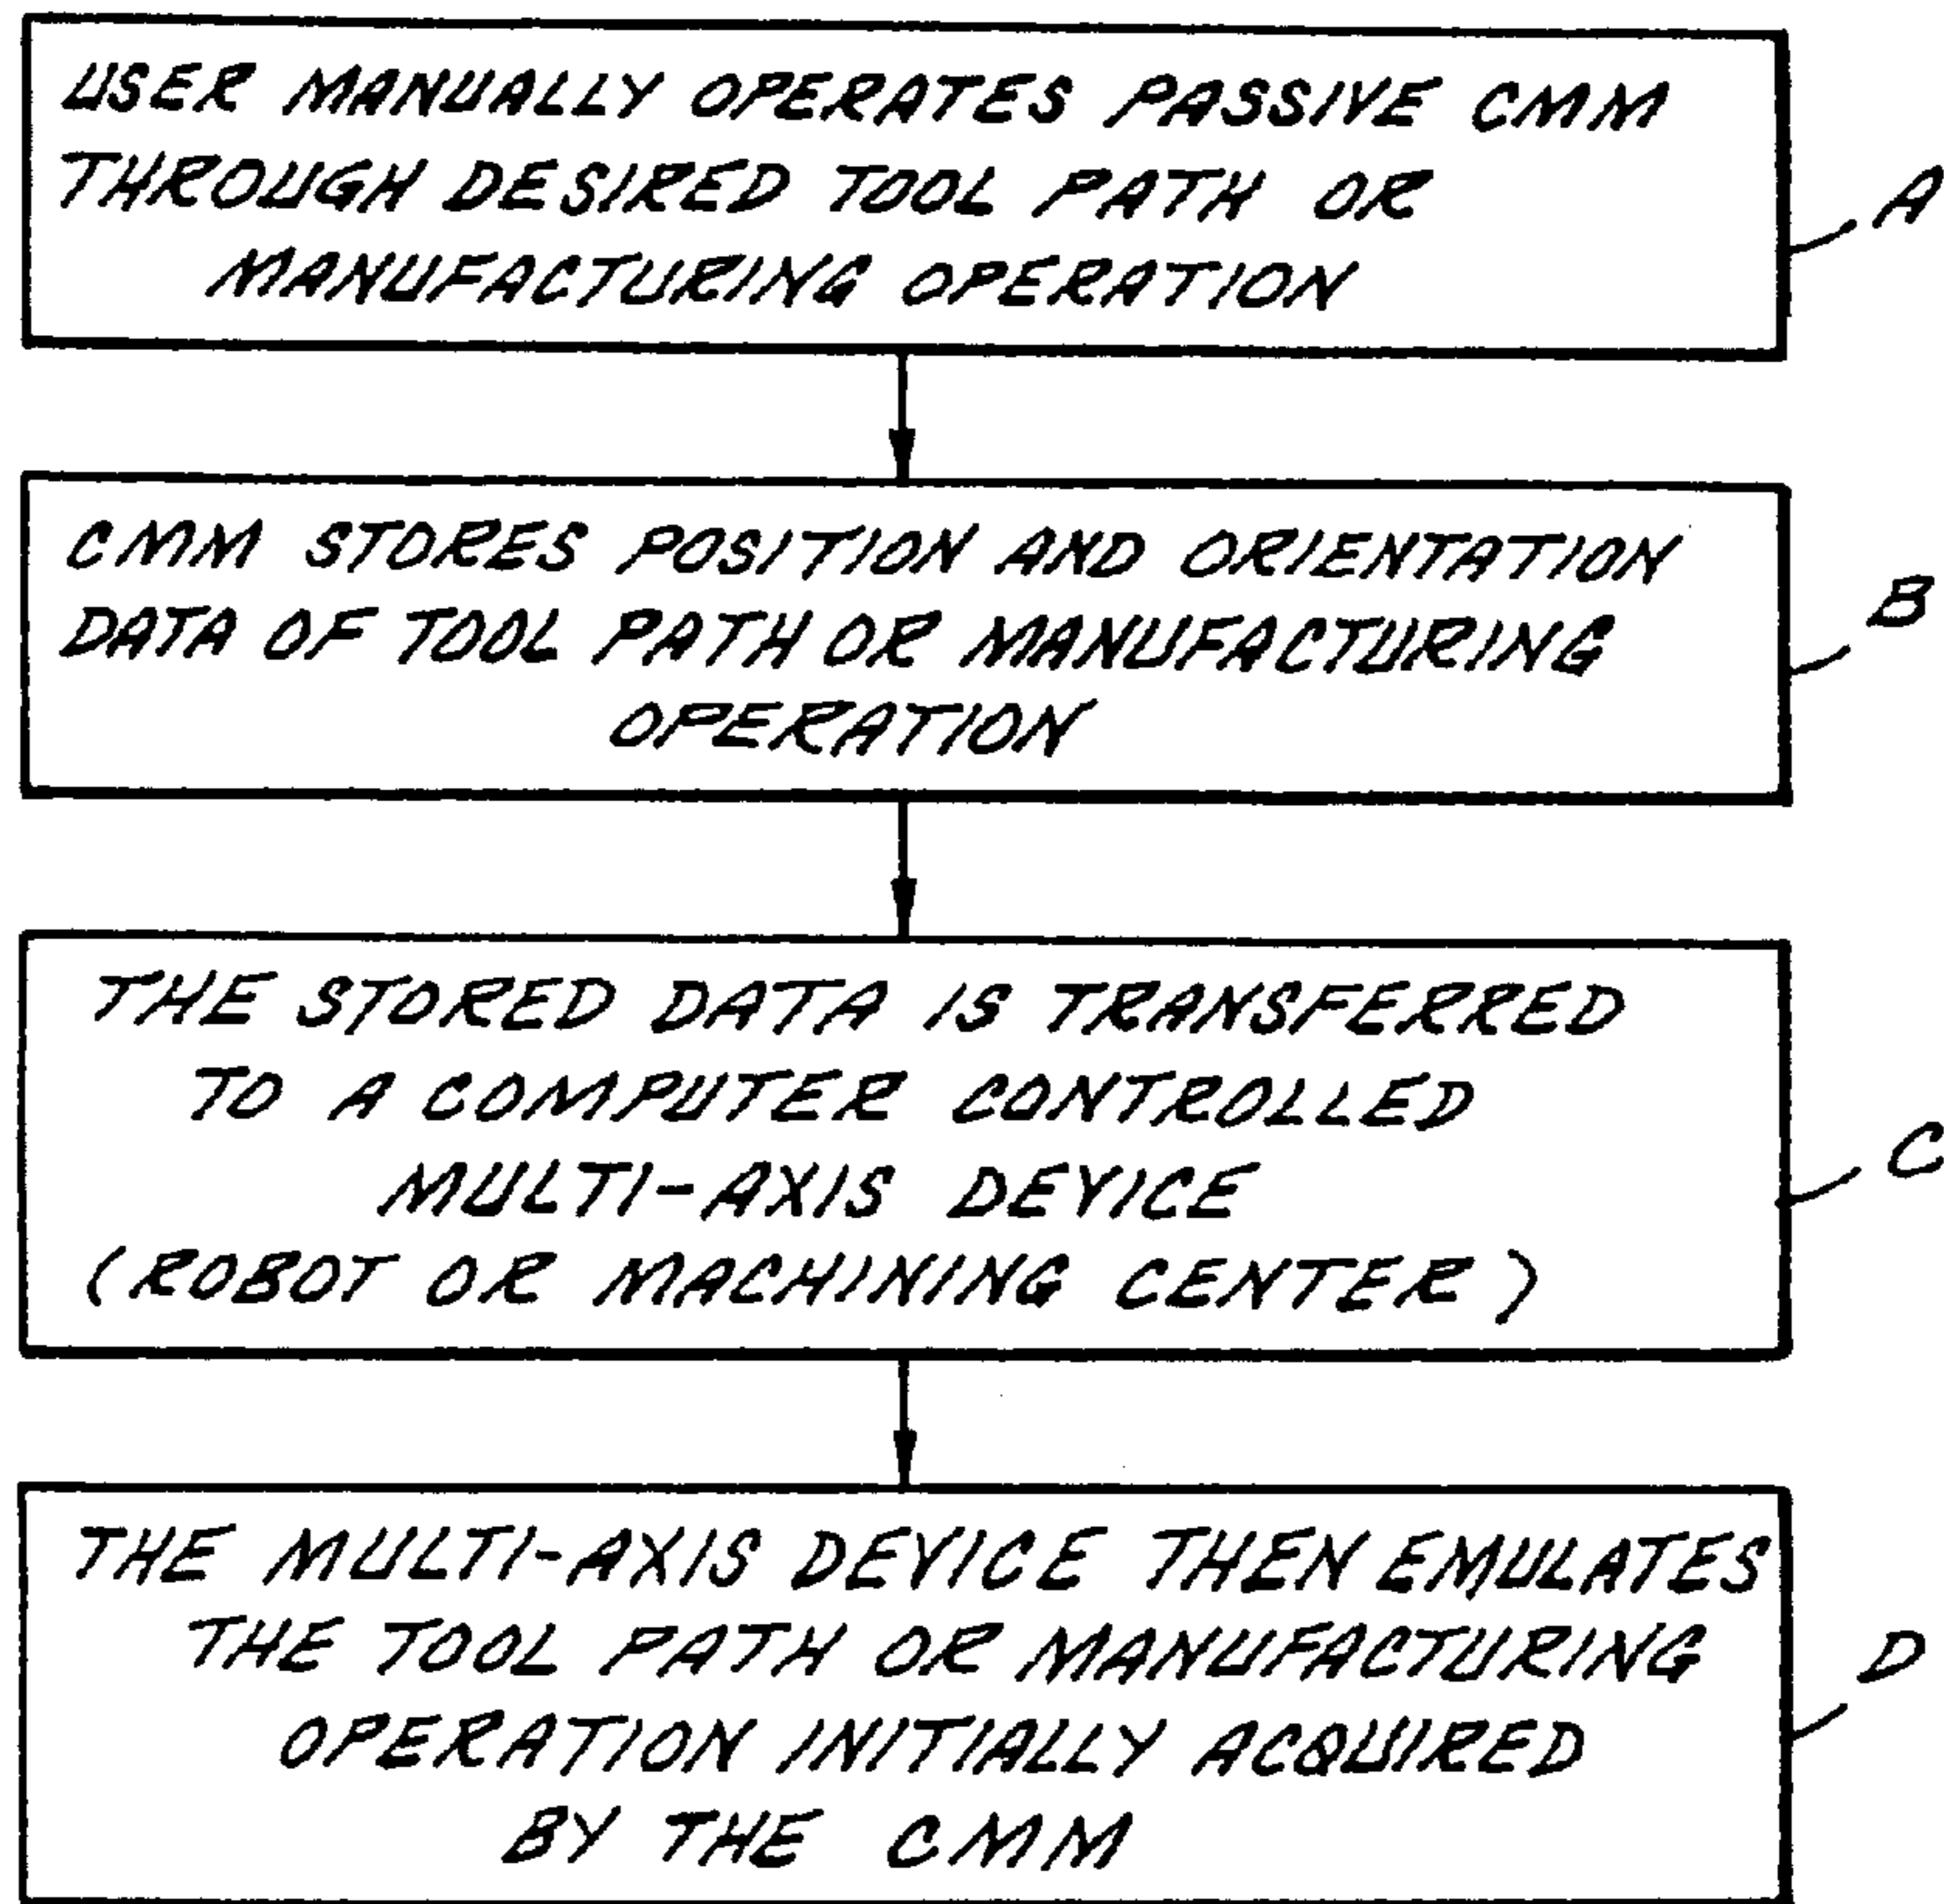 USER MANUALLY OPERATES PASSIVE CMM
THROUGH DESIRED TOOL PATH OR
MANUFACTURING OPERATION
A
CMM STORES POSITION AND ORIENTATION
DATA OF TOOL PATH OR MANUFACTURING
OPERATION
B
THE STORED DATA IS TRANSFERRED
TO A COMPUTER CONTROLLED
MULTI-AXIS DEVICE
(ROBOT OR MACHINING CENTER)
C
THE MULTI-AXIS DEVICE THEN EMULATES
THE TOOL PATH OR MANUFACTURING
OPERATION INITIALLY ACQUIRED
BY THE CMM
D